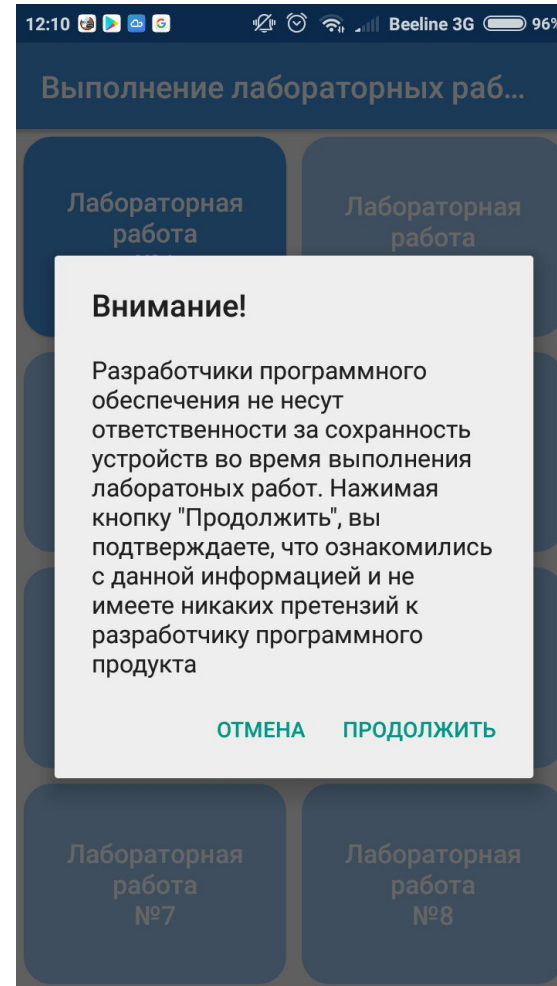 12:10 Beeline 3G 96%
Выполнение лабораторных раб...
Лабораторная
работа
Лабораторная
работа
Внимание!
Разработчики программного
обеспечения не несут
ответственности за сохранность
устройств во время выполнения
лаборатоных работ. Нажимая
кнопку "Продолжить", вы
подтверждаете, что ознакомились
с данной информацией и не
имеете никаких претензий к
разработчику программного
продукта
ОТМЕНА ПРОДОЛЖИТЬ
Лабораторная
работа
№7
Лабораторная
работа
№8